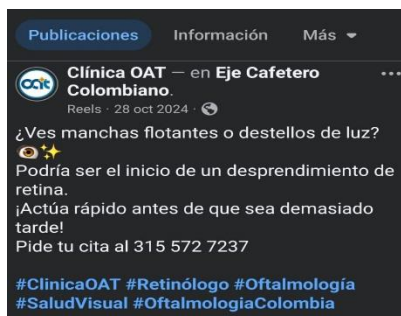 Publicaciones Información Más
oait
Clínica OAT — en Eje Cafetero
Colombiano.
Reels · 28 oct 2024 ·
¿Ves manchas flotantes o destellos de luz?
👁️✨
Podría ser el inicio de un desprendimiento de
retina.
¡Actúa rápido antes de que sea demasiado
tarde!
Pide tu cita al 315 572 7237
#ClinicaOAT #Retinólogo #Oftalmología
#SaludVisual #OftalmologiaColombia